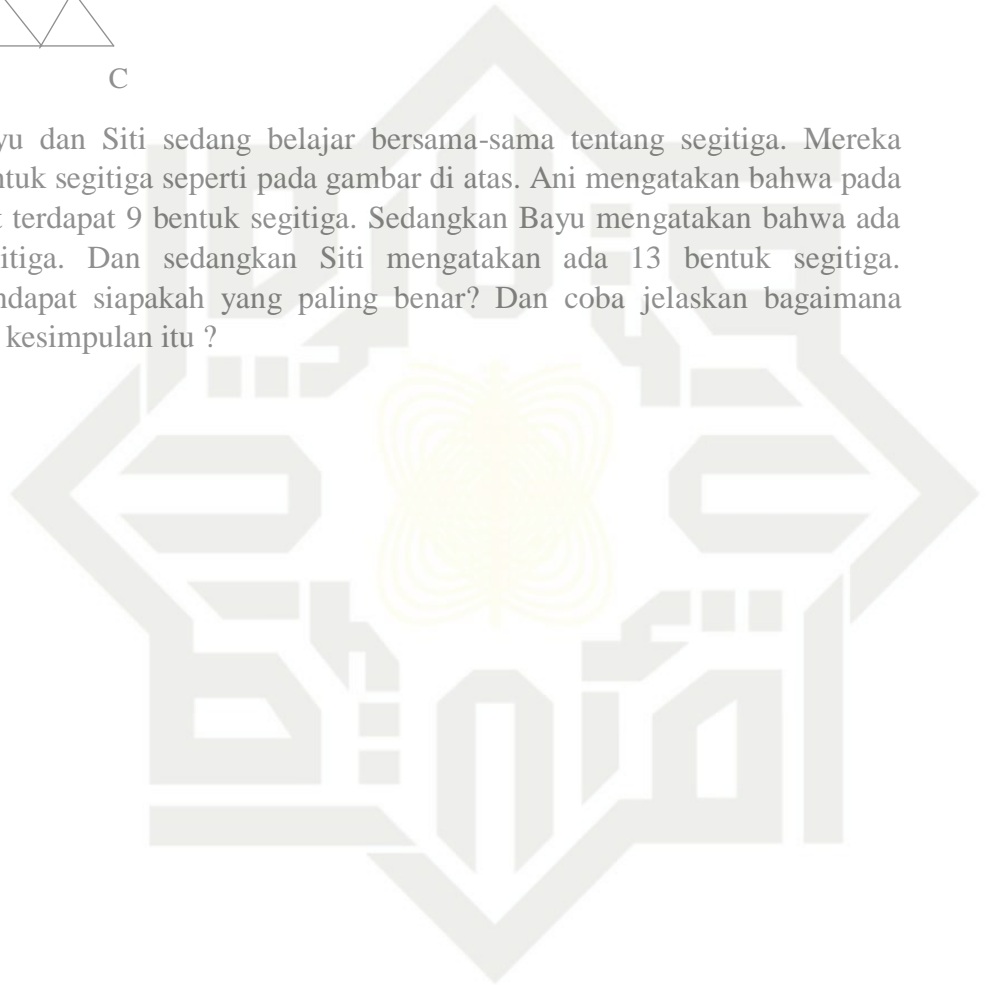 C
yu dan Siti sedang belajar bersama-sama tentang segitiga. Mereka
ntuk segitiga seperti pada gambar di atas. Ani mengatakan bahwa pada
t terdapat 9 bentuk segitiga. Sedangkan Bayu mengatakan bahwa ada
itiga. Dan sedangkan Siti mengatakan ada 13 bentuk segitiga.
ndapat siapakah yang paling benar? Dan coba jelaskan bagaimana
kesimpulan itu ?